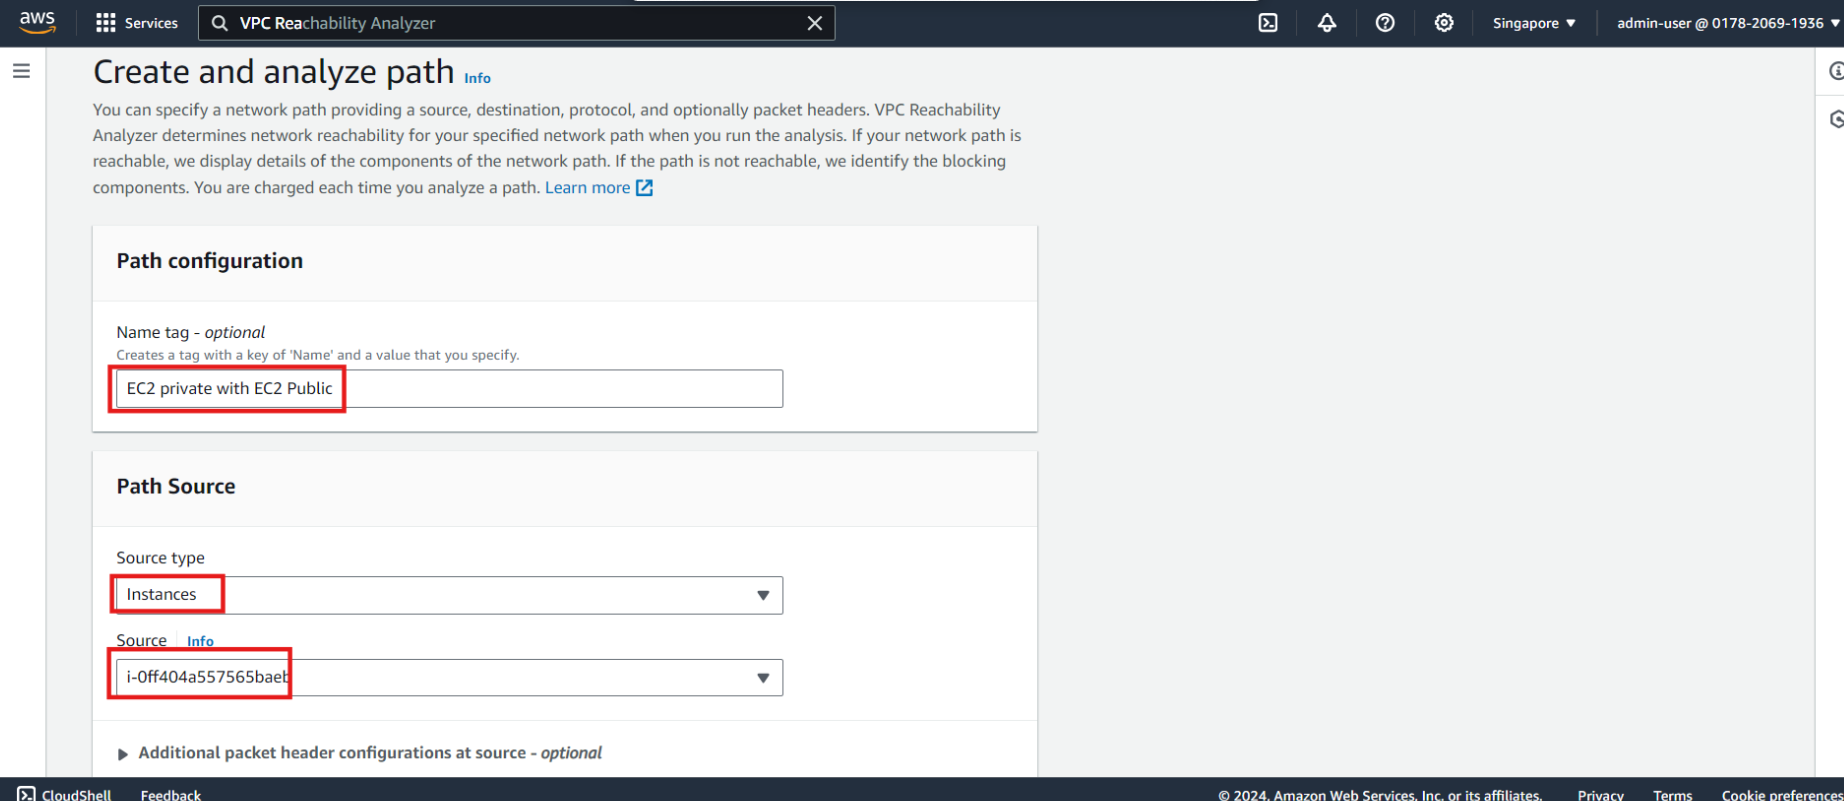 aws
Services
VPC Reachability Analyzer
Singapore
admin-user @ 0178-2069-1936
Create and analyze path Info
You can specify a network path providing a source, destination, protocol, and optionally packet headers. VPC Reachability
Analyzer determines network reachability for your specified network path when you run the analysis. If your network path is
reachable, we display details of the components of the network path. If the path is not reachable, we identify the blocking
components. You are charged each time you analyze a path. Learn more
Path configuration
Name tag - optional
Creates a tag with a key of 'Name' and a value that you specify.
EC2 private with EC2 Public
Path Source
Source type
Instances
Source Info
i-0ff404a557565baeb
Additional packet header configurations at source - optional
CloudShell Feedback
© 2024, Amazon Web Services, Inc. or its affiliates. Privacy Terms Cookie preferences